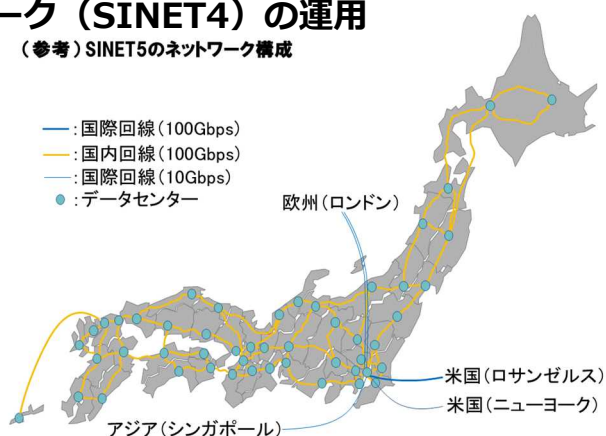 ーク（SINET4）の運用
（参考）SINET5のネットワーク構成
：国際回線（100Gbps）
：国内回線（100Gbps）
：国際回線（10Gbps）
：データセンター
欧州（ロンドン）
米国（ロサンゼルス）
米国（ニューヨーク）
アジア（シンガポール）